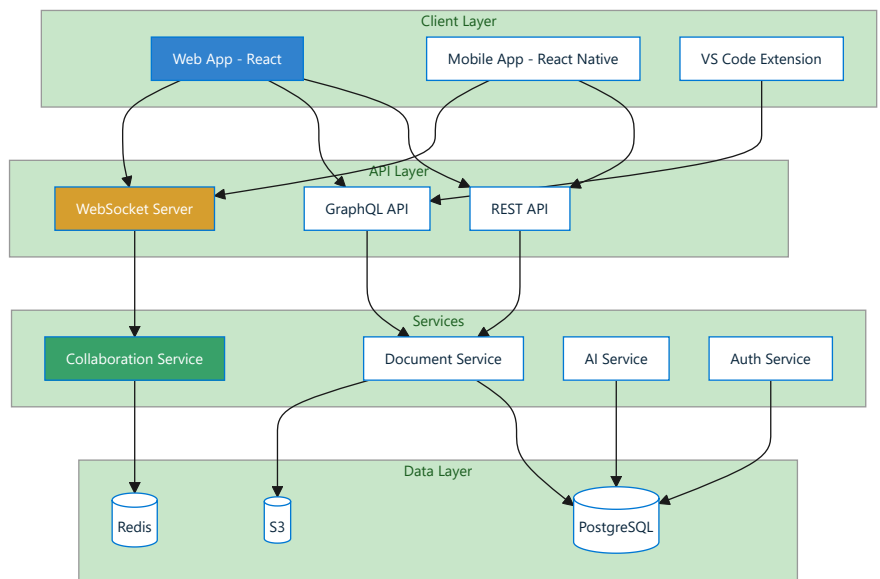 Client Layer
Web App - React
Mobile App - React Native
VS Code Extension
API Layer
WebSocket Server
GraphQL API
REST API
Services
Collaboration Service
Document Service
AI Service
Auth Service
Data Layer
Redis
S3
PostgreSQL